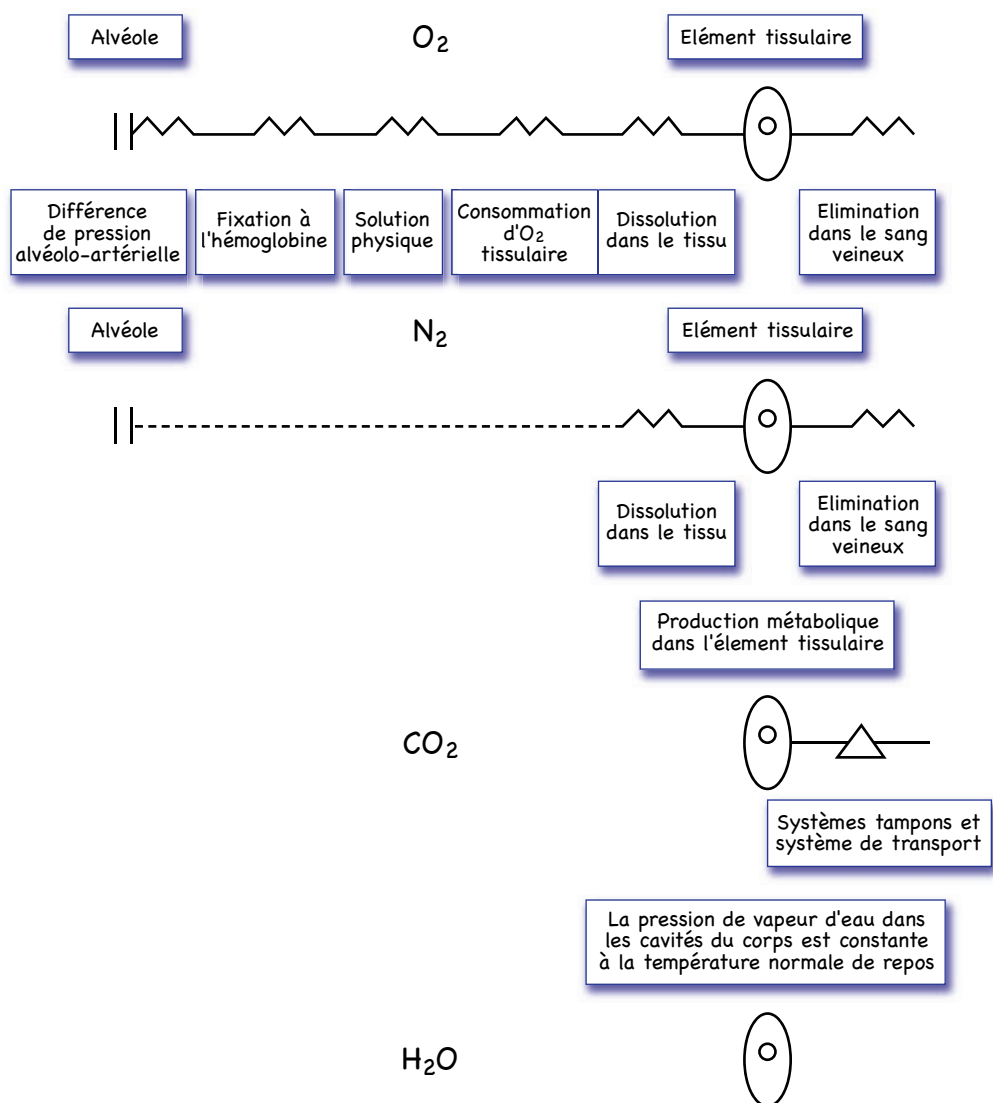 Alvéole
O₂
Elément tissulaire
Différence
de pression
alvéolo-artérielle
Fixation à
l'hémoglobine
Solution
physique
Consommation
d'O₂
tissulaire
Dissolution
dans le tissu
Elimination
dans le sang
veineux
Alvéole
N₂
Elément tissulaire
Dissolution
dans le tissu
Elimination
dans le sang
veineux
Production métabolique
dans l'élement tissulaire
CO₂
Systèmes tampons et
système de transport
La pression de vapeur d'eau dans
les cavités du corps est constante
à la température normale de repos
H₂O